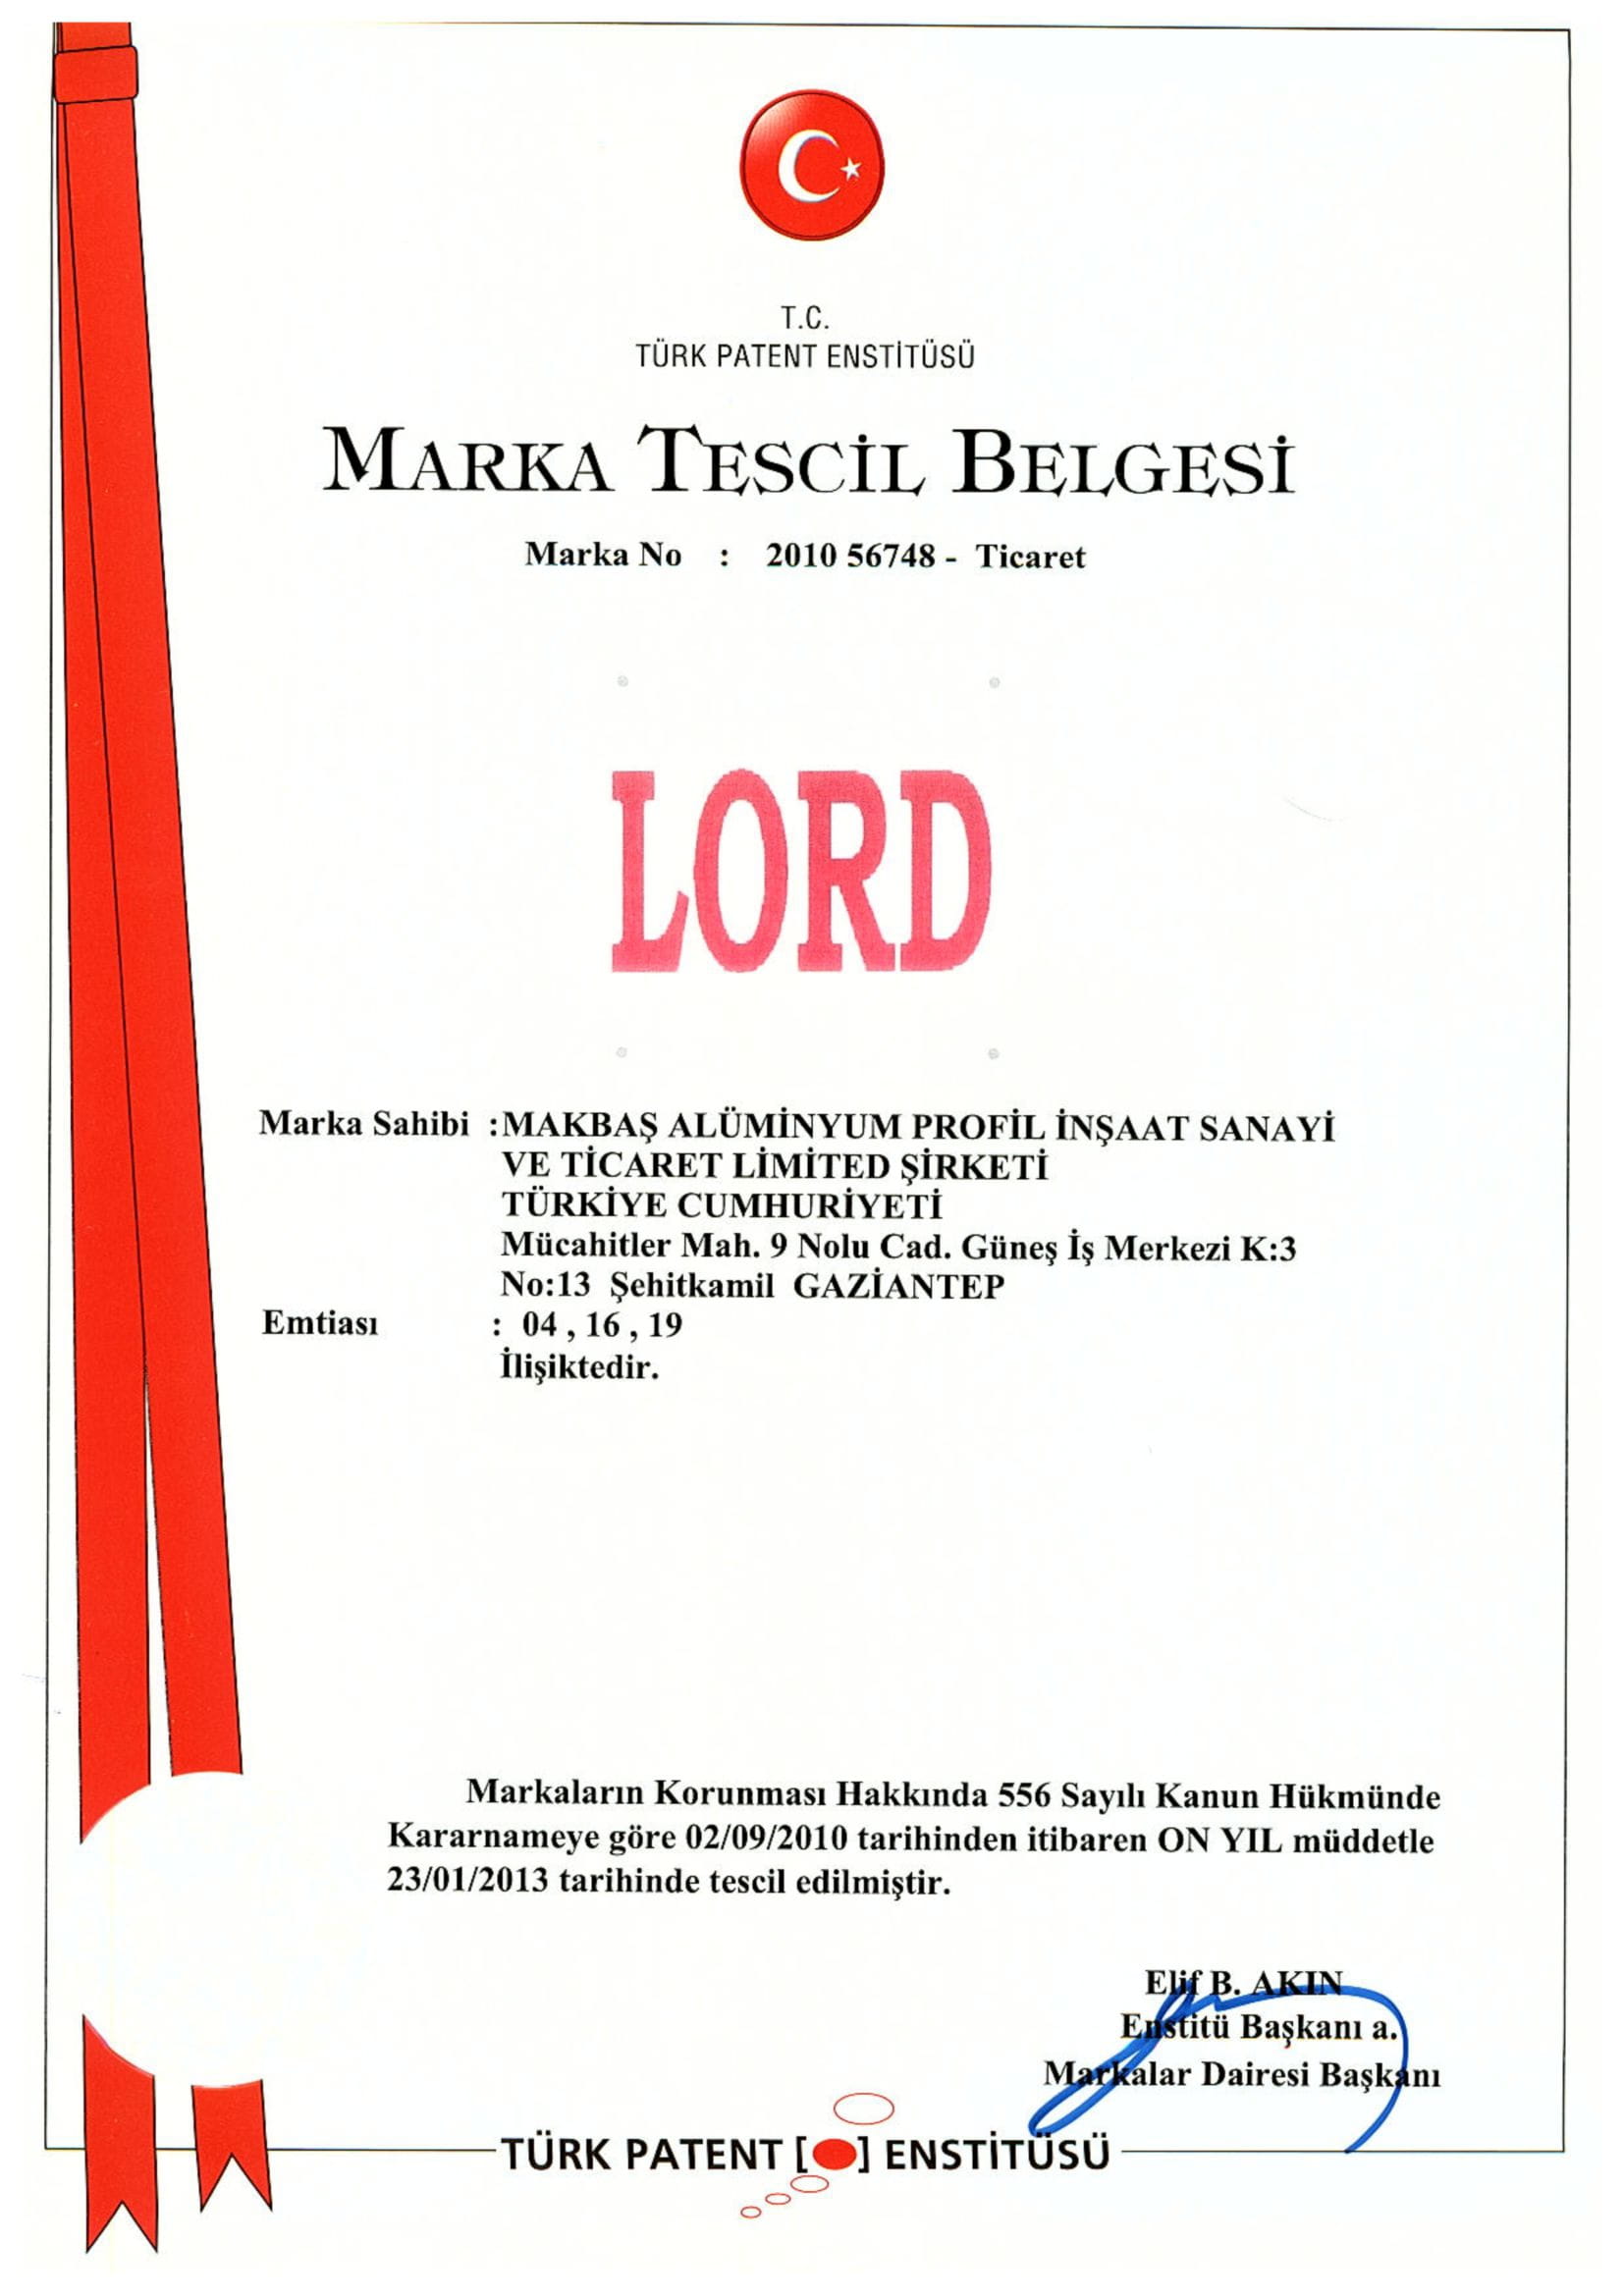 T.C.
TÜRK PATENT ENSTİTÜSÜ
MARKA TESCİL BELGESİ
Marka No : 2010 56748 - Ticaret
LORD
Marka Sahibi :MAKBAŞ ALÜMİNYUM PROFİL İNŞAAT SANAYİ
VE TİCARET LİMİTED ŞİRKETİ
TÜRKİYE CUMHURİYETİ
Mücahitler Mah. 9 Nolu Cad. Güneş İş Merkezi K:3
No:13 Şehitkamil GAZİANTEP
Emtiası : 04 , 16 , 19
İlişiktedir.
Markaların Korunması Hakkında 556 Sayılı Kanun Hükmünde
Kararnameye göre 02/09/2010 tarihinden itibaren ON YIL müddetle
23/01/2013 tarihinde tescil edilmiştir.
Elif B. AKIN
Enstitü Başkanı a.
Markalar Dairesi Başkanı
TÜRK PATENT [ ] ENSTİTÜSÜ